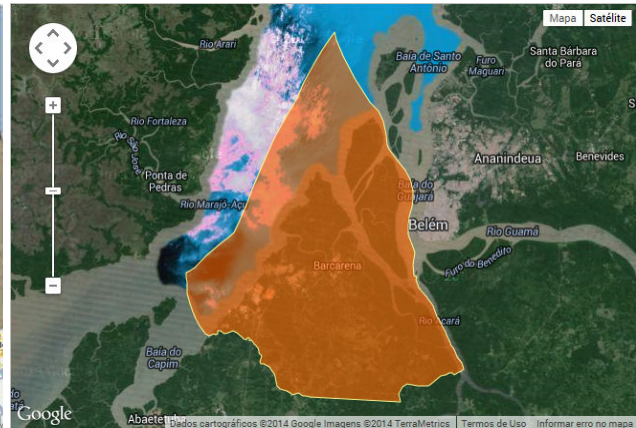 Mapa
Satélite
Rio Arari
Baía de Santo
Antônio
Furo
Maguari
Santa Bárbara
do Pará
Rio Fortaleza
Ananindeua
Benevides
Ponta de
Pedras
Rio Marajó-Açu
Baía do
Guajará
Belém
Rio Guamá
Furo do Benedito
Barcarena
Rio Acará
Baía do
Capim
Google
Dados cartográficos ©2014 Google Imagens ©2014 TerraMetrics
Termos de Uso
Informar erro no mapa